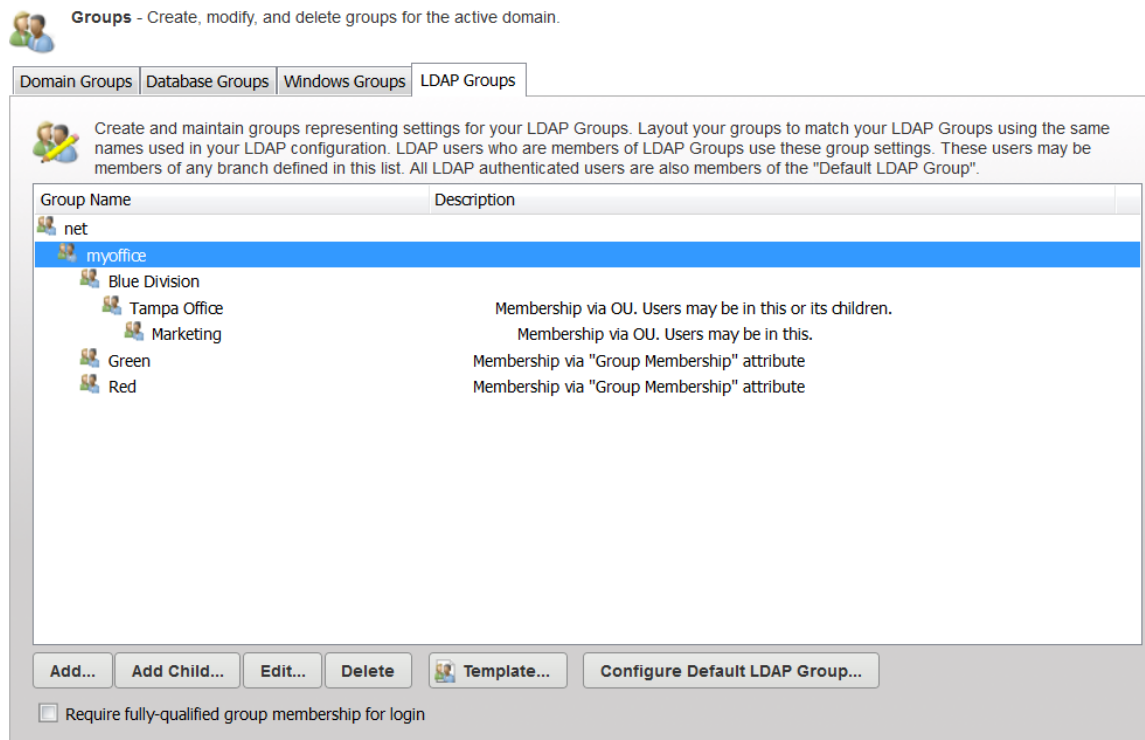 Groups - Create, modify, and delete groups for the active domain.
Domain Groups Database Groups Windows Groups LDAP Groups
Create and maintain groups representing settings for your LDAP Groups. Layout your groups to match your LDAP Groups using the same
names used in your LDAP configuration. LDAP users who are members of LDAP Groups use these group settings. These users may be
members of any branch defined in this list. All LDAP authenticated users are also members of the "Default LDAP Group".
Group Name Description
net
myoffice
Blue Division
Tampa Office Membership via OU. Users may be in this or its children.
Marketing Membership via OU. Users may be in this.
Green Membership via "Group Membership" attribute
Red Membership via "Group Membership" attribute
Add... Add Child... Edit... Delete Template... Configure Default LDAP Group...
Require fully-qualified group membership for login